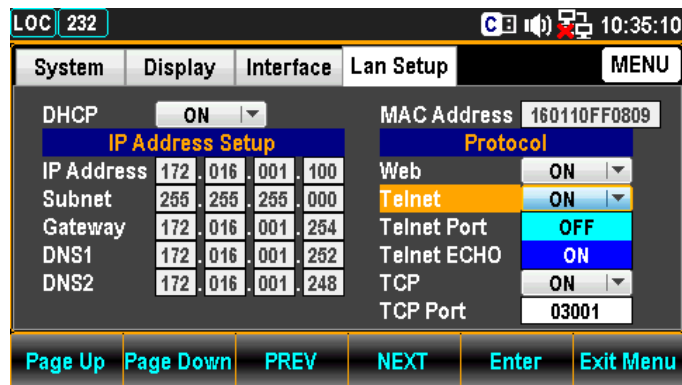 LOC 232 C 10:35:10
System Display Interface Lan Setup MENU
DHCP ON
IP Address Setup
IP Address 172 . 016 . 001 . 100
Subnet 255 . 255 . 255 . 000
Gateway 172 . 016 . 001 . 254
DNS1 172 . 016 . 001 . 252
DNS2 172 . 016 . 001 . 248
MAC Address 160110FF0809
Protocol
Web ON
Telnet ON
Telnet Port OFF
Telnet ECHO ON
TCP ON
TCP Port 03001
Page Up Page Down PREV NEXT Enter Exit Menu